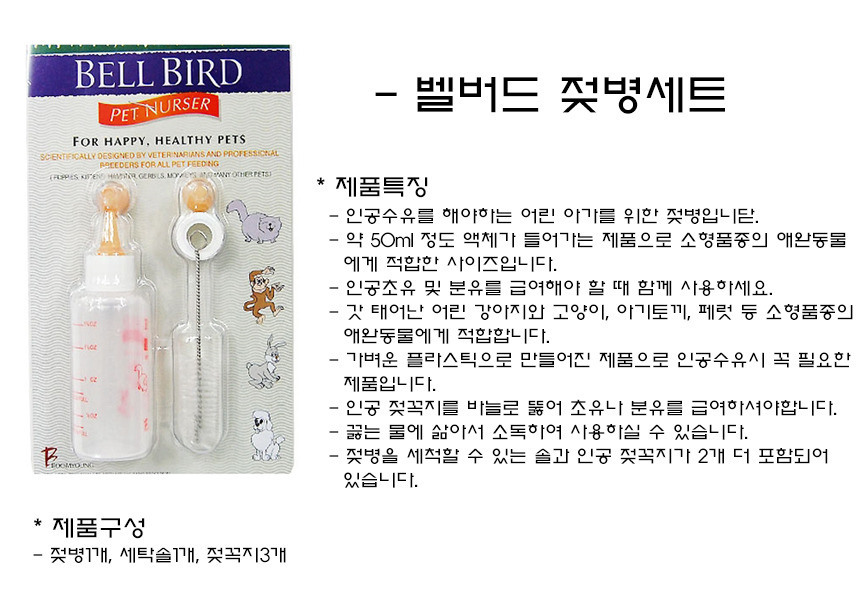 BELL BIRD
PET NURSER
FOR HAPPY, HEALTHY PETS
SCIENTIFICALLY DESIGNED BY VETERINARIANS AND PROFESSIONAL
BREEDERS FOR ALL PET FEEDING
( PUPPIES, KITTENS, HAMSTER, GERBILS, MONKEYS, AND MANY OTHER PETS )
BOOMYOUNG
- 벨버드 젖병세트
* 제품특징
- 인공수유를 해야하는 어린 아가를 위한 젖병입니닫.
- 약 50ml 정도 액체가 들어가는 제품으로 소형품종의 애완동물
에게 적합한 사이즈입니다.
- 인공초유 및 분유를 급여해야 할 때 함께 사용하세요.
- 갓 태어난 어린 강아지와 고양이, 아기토끼, 페럿 등 소형품종의
애완동물에게 적합합니다.
- 가벼운 플라스틱으로 만들어진 제품으로 인공수유시 꼭 필요한
제품입니다.
- 인공 젖꼭지를 바늘로 뚫어 초유나 분유를 급여하셔야합니다.
- 끓는 물에 삶아서 소독하여 사용하실 수 있습니다.
- 젖병을 세척할 수 있는 솔과 인공 젖꼭지가 2개 더 포함되어
있습니다.
* 제품구성
- 젖병1개, 세탁솔1개, 젖꼭지3개